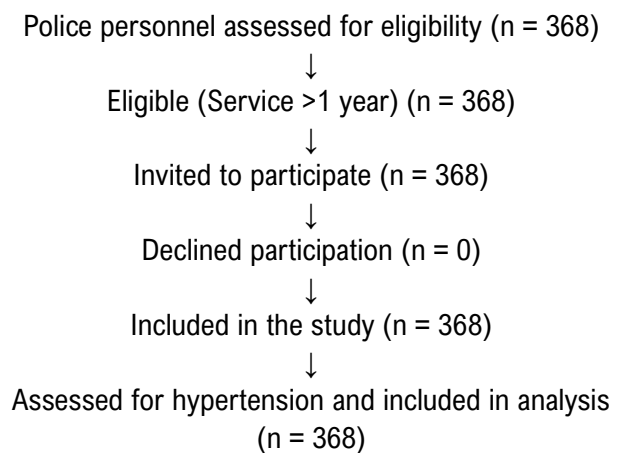 Police personnel assessed for eligibility (n = 368)
↓
Eligible (Service >1 year) (n = 368)
↓
Invited to participate (n = 368)
↓
Declined participation (n = 0)
↓
Included in the study (n = 368)
↓
Assessed for hypertension and included in analysis
(n = 368)